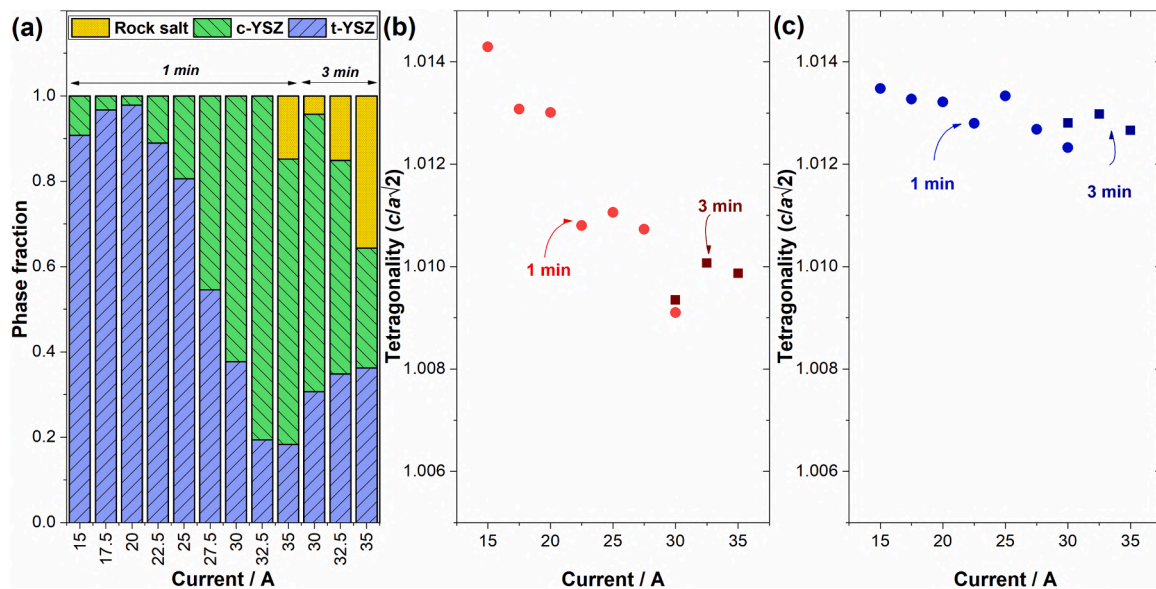 (a)
Rock salt c-YSZ t-YSZ
1 min 3 min
1.0
0.8
0.6
0.4
0.2
0.0
Phase fraction
15 17.5 20 22.5 25 27.5 30 32.5 35 30 32.5 35
Current / A
(b)
1.014
1.012
1.010
1.008
1.006
Tetragonality (c/a√2)
3 min
1 min
15 20 25 30 35
Current / A
(c)
1.014
1.012
1.010
1.008
1.006
Tetragonality (c/a√2)
1 min
3 min
15 20 25 30 35
Current / A